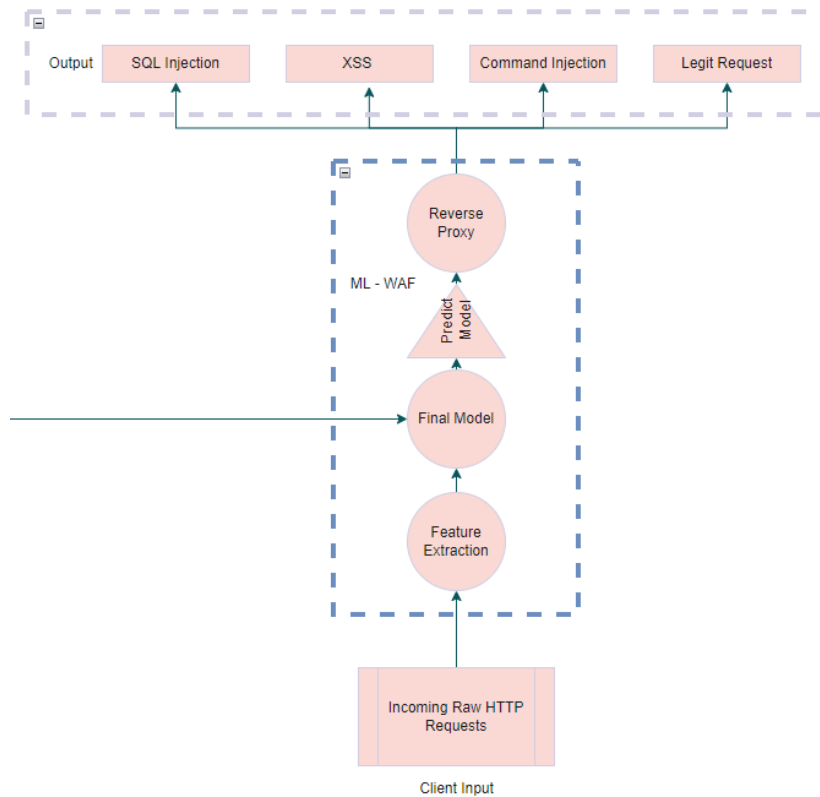 Output
SQL Injection
XSS
Command Injection
Legit Request
Reverse
Proxy
ML - WAF
Predict
Model
Final Model
Feature
Extraction
Incoming Raw HTTP
Requests
Client Input